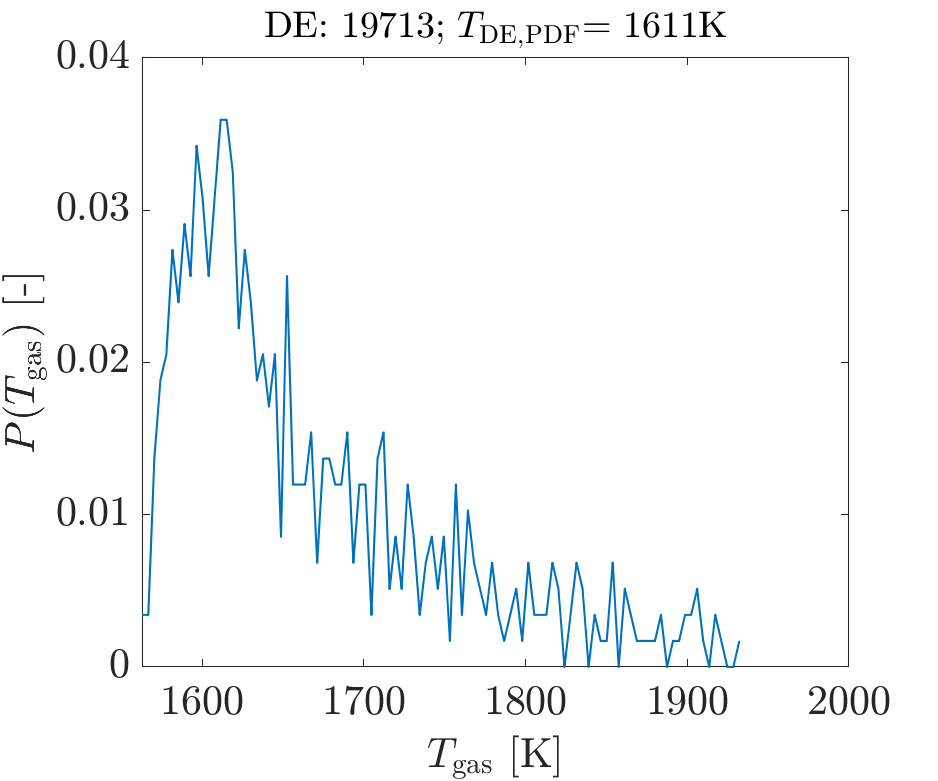 DE: 19713; T_DE,PDF= 1611K
0.04
0.03
0.02
0.01
0
P(T_gas) [-]
1600 1700 1800 1900 2000
T_gas [K]